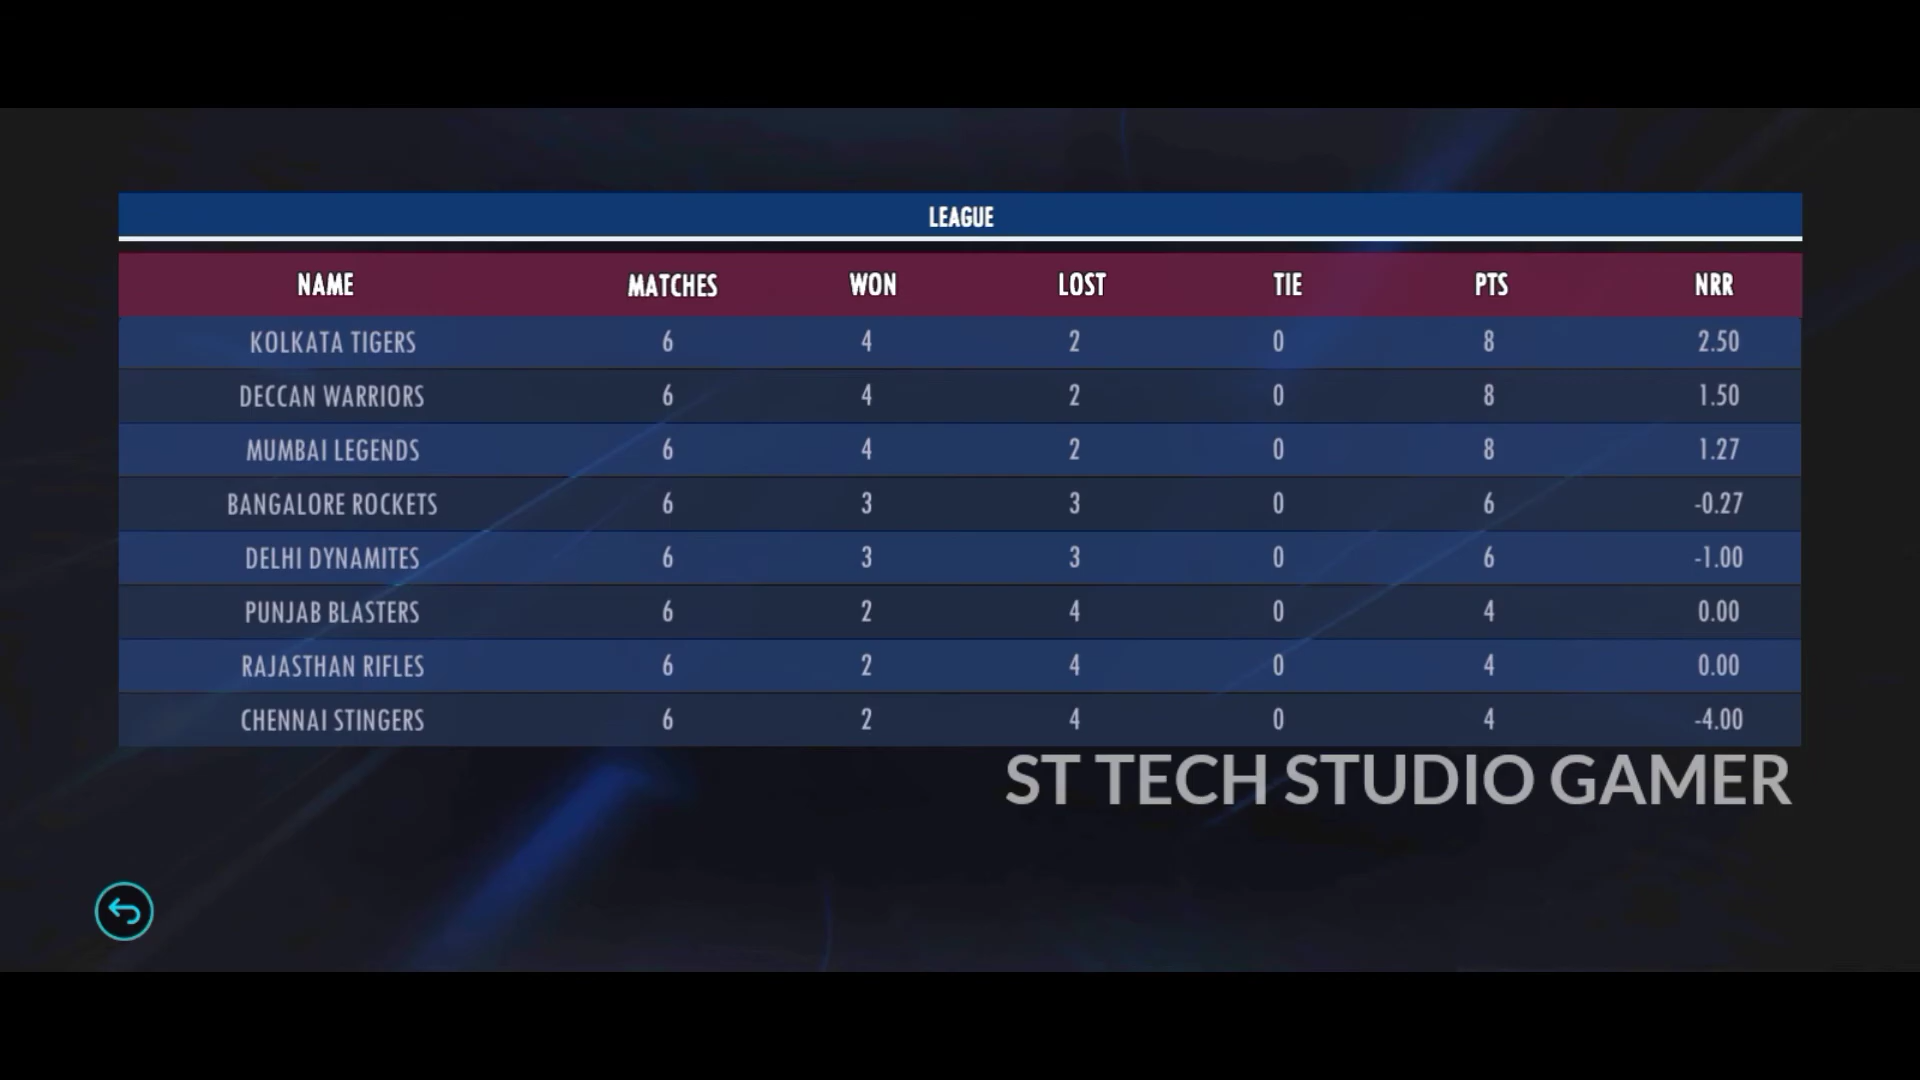 LEAGUE
NAME MATCHES WON LOST TIE PTS NRR
KOLKATA TIGERS 6 4 2 0 8 2.50
DECCAN WARRIORS 6 4 2 0 8 1.50
MUMBAI LEGENDS 6 4 2 0 8 1.27
BANGALORE ROCKETS 6 3 3 0 6 -0.27
DELHI DYNAMITES 6 3 3 0 6 -1.00
PUNJAB BLASTERS 6 2 4 0 4 0.00
RAJASTHAN RIFLES 6 2 4 0 4 0.00
CHENNAI STINGERS 6 2 4 0 4 -4.00
ST TECH STUDIO GAMER